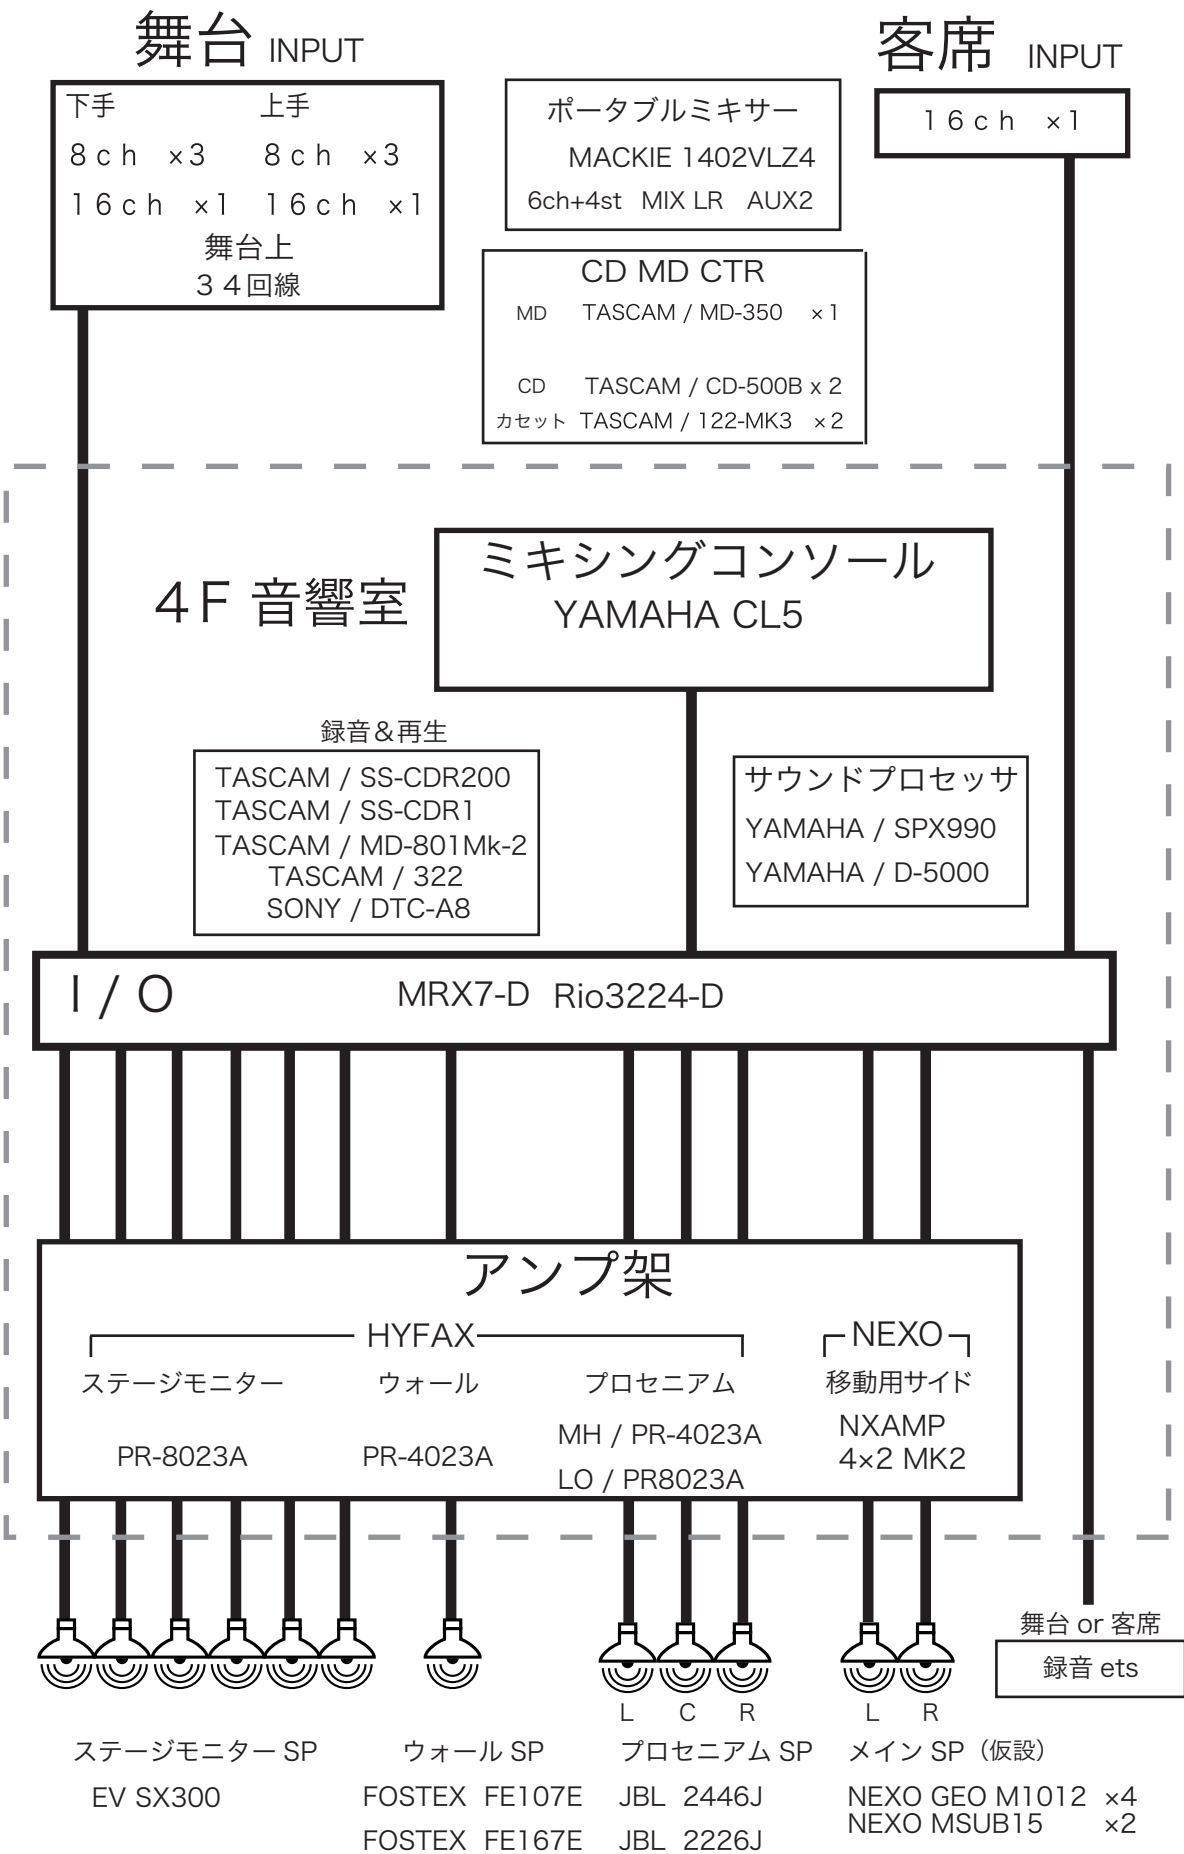 舞台 INPUT
下手 上手
8ch ×3 8ch ×3
16ch ×1 16ch ×1
舞台上
34回線
ポータブルミキサー
MACKIE 1402VLZ4
6ch+4st MIX LR AUX2
客席 INPUT
16ch ×1
CD MD CTR
MD TASCAM / MD-350 ×1
CD TASCAM / CD-500B x 2
カセット TASCAM / 122-MK3 ×2
4F 音響室
ミキシングコンソール
YAMAHA CL5
録音&再生
TASCAM / SS-CDR200
TASCAM / SS-CDR1
TASCAM / MD-801Mk-2
TASCAM / 322
SONY / DTC-A8
サウンドプロセッサ
YAMAHA / SPX990
YAMAHA / D-5000
I / O MRX7-D Rio3224-D
アンプ架
HYFAX NEXO
ステージモニター ウォール プロセニアム 移動用サイド
PR-8023A PR-4023A
MH / PR-4023A
LO / PR8023A
NXAMP
4×2 MK2
舞台 or 客席
録音 ets
L C R L R
ステージモニター SP
EV SX300
ウォール SP
FOSTEX FE107E
FOSTEX FE167E
プロセニアム SP
JBL 2446J
JBL 2226J
メイン SP（仮設）
NEXO GEO M1012 ×4
NEXO MSUB15 ×2